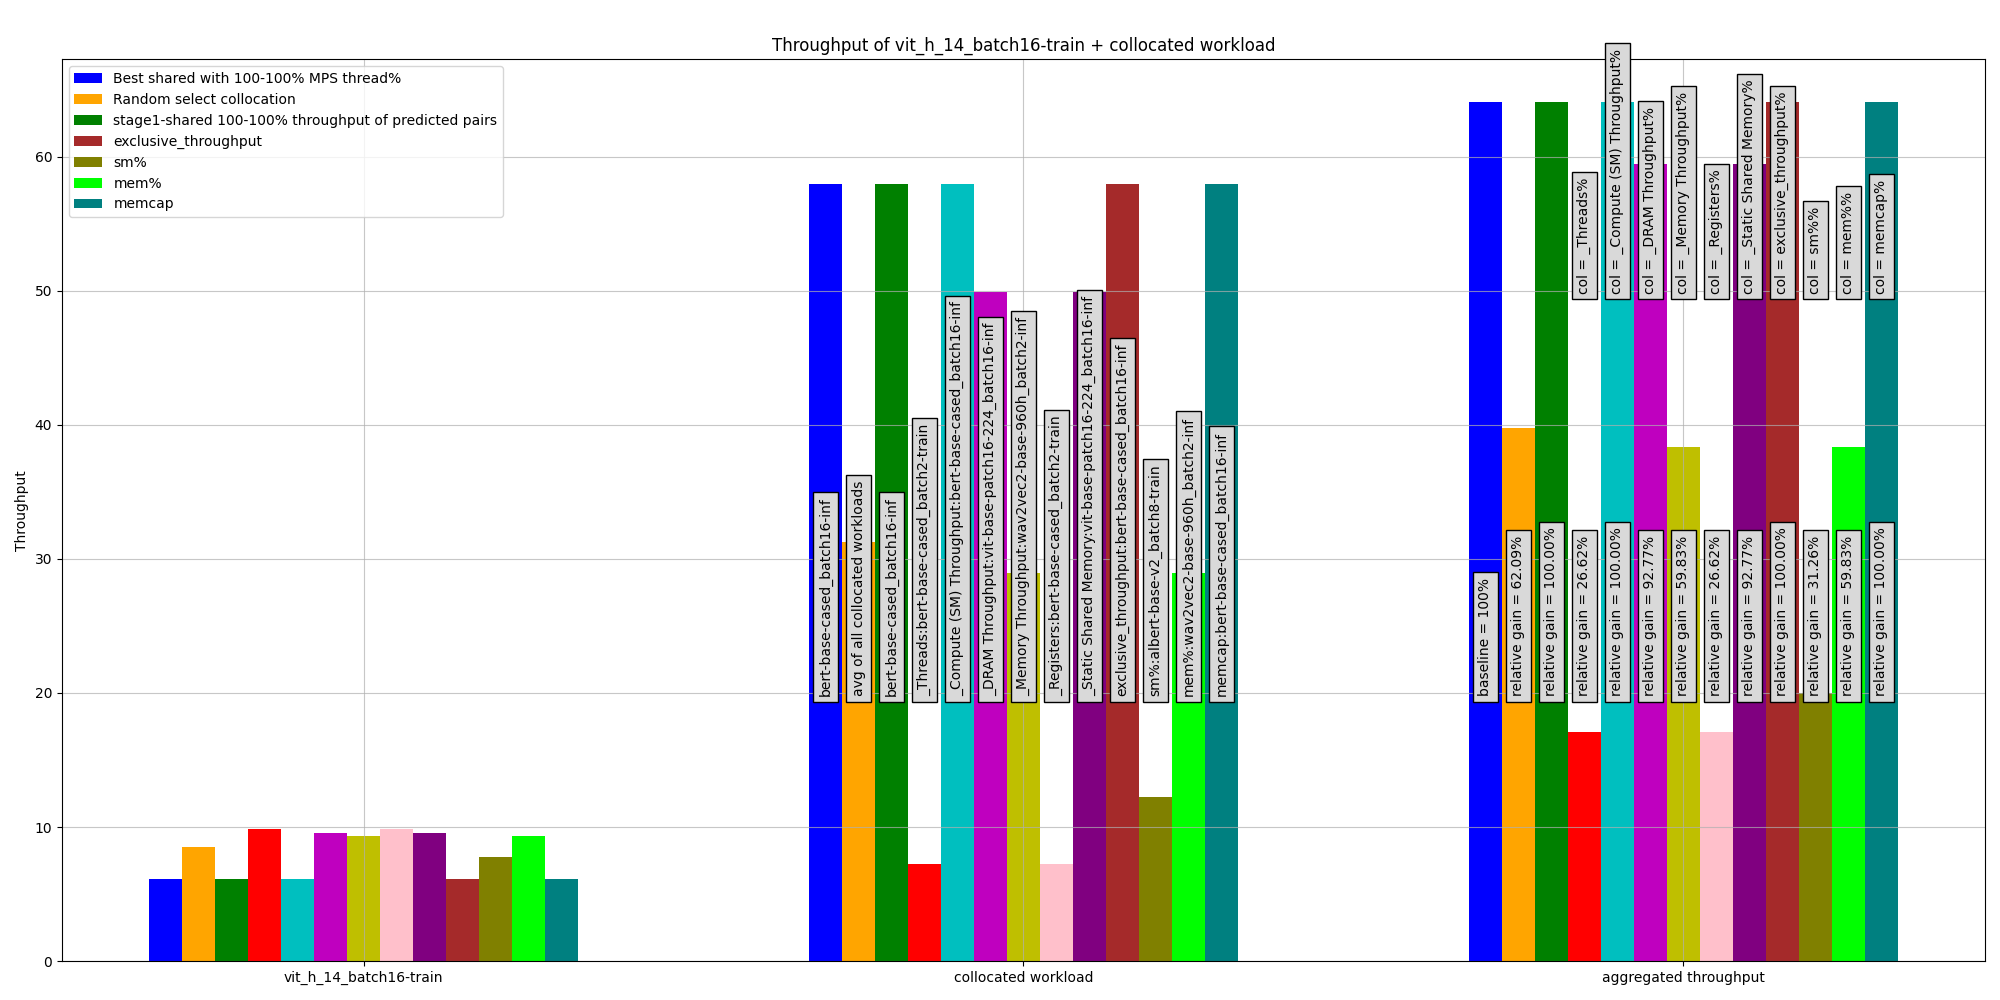 Throughput of vit_h_14_batch16-train + collocated workload
Best shared with 100-100% MPS thread%
Random select collocation
stage1-shared 100-100% throughput of predicted pairs
exclusive_throughput
sm%
mem%
memcap
Throughput
60
50
40
30
20
10
0
bert-base-cased_batch16-inf
avg of all collocated workloads
bert-base-cased_batch16-inf
_Threads:bert-base-cased_batch2-train
_Compute (SM) Throughput:bert-base-cased_batch16-inf
_DRAM Throughput:vit-base-patch16-224_batch16-inf
_Memory Throughput:wav2vec2-base-960h_batch2-inf
_Registers:bert-base-cased_batch2-train
_Static Shared Memory:vit-base-patch16-224_batch16-inf
exclusive_throughput:bert-base-cased_batch16-inf
sm%:albert-base-v2_batch8-train
mem%:wav2vec2-base-960h_batch2-inf
memcap:bert-base-cased_batch16-inf
col = _Threads%
col = _Compute (SM) Throughput%
col = _DRAM Throughput%
col = _Memory Throughput%
col = _Registers%
col = _Static Shared Memory%
col = exclusive_throughput%
col = sm%%
col = mem%%
col = memcap%
baseline = 100%
relative gain = 62.09%
relative gain = 100.00%
relative gain = 26.62%
relative gain = 100.00%
relative gain = 92.77%
relative gain = 59.83%
relative gain = 26.62%
relative gain = 92.77%
relative gain = 100.00%
relative gain = 31.26%
relative gain = 59.83%
relative gain = 100.00%
vit_h_14_batch16-train
collocated workload
aggregated throughput